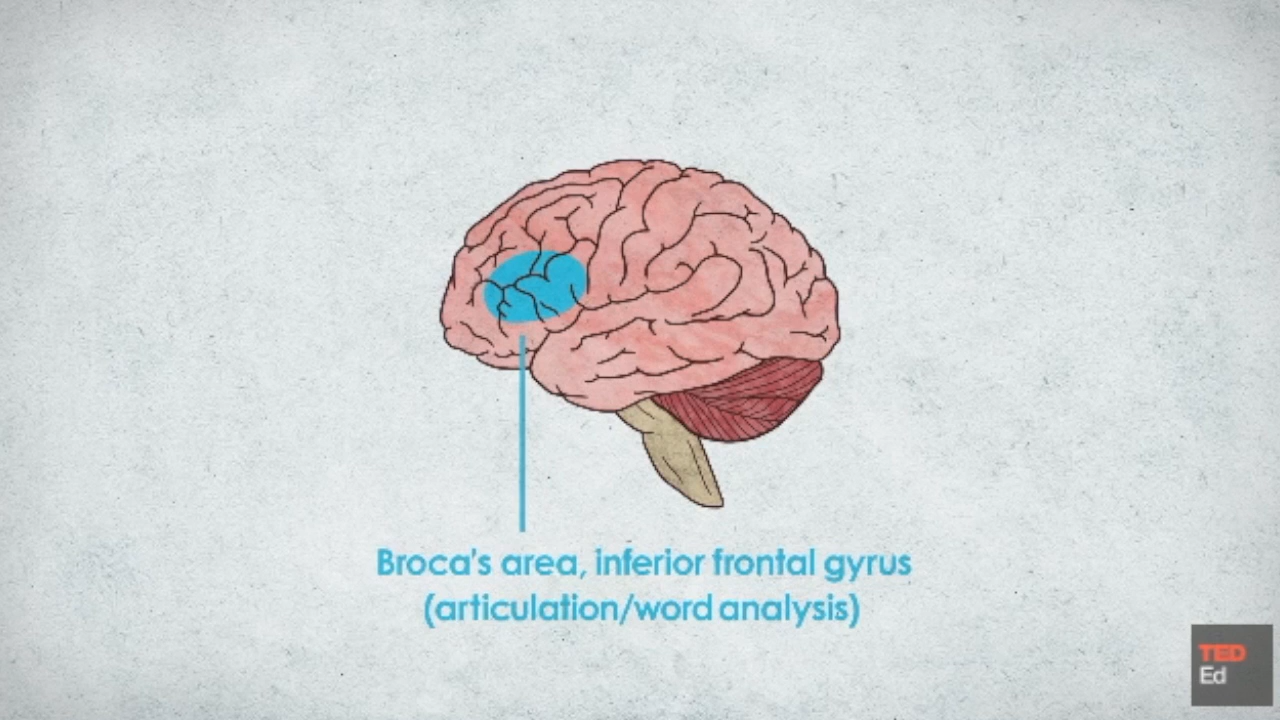 Broca's area, inferior frontal gyrus
(articulation/word analysis)
TED
Ed